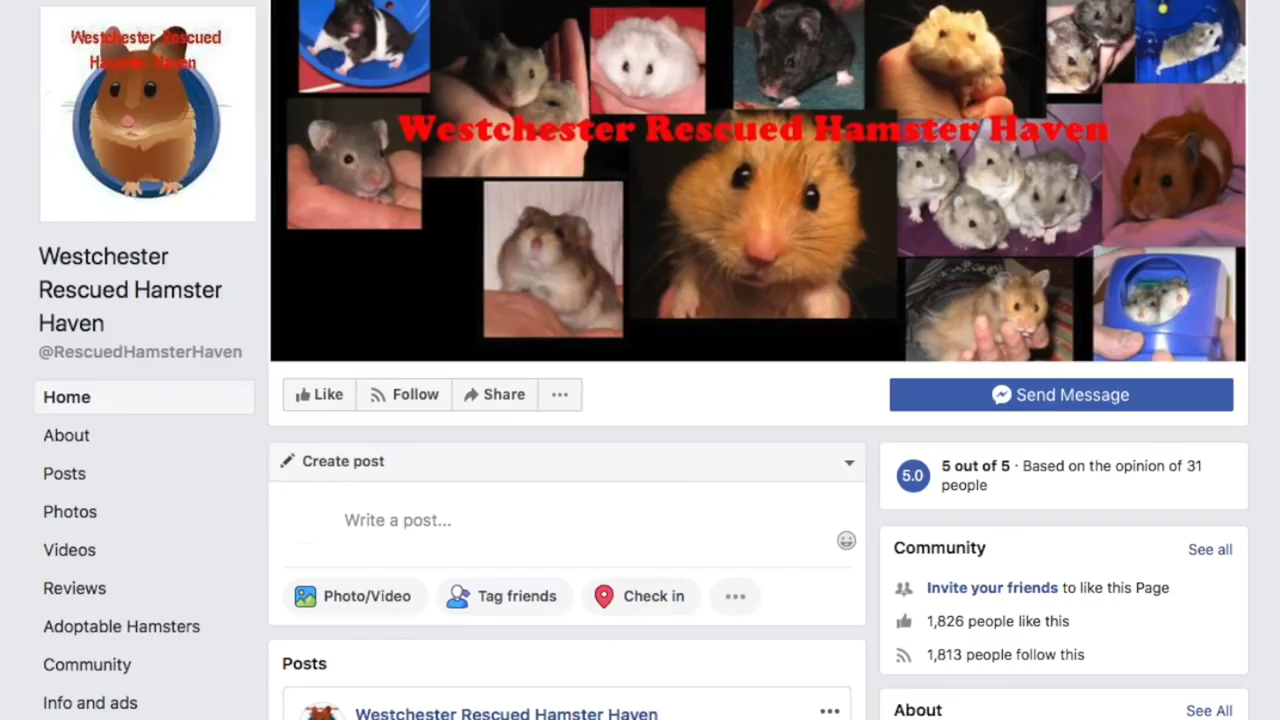 Westchester Rescued
Hamster Haven
Westchester Rescued Hamster Haven
Westchester
Rescued Hamster
Haven
@RescuedHamsterHaven
Home
About
Posts
Photos
Videos
Reviews
Adoptable Hamsters
Community
Info and ads
Like
Follow
Share
Send Message
Create post
Write a post...
Photo/Video
Tag friends
Check in
Posts
Westchester Rescued Hamster Haven
5.0
5 out of 5 · Based on the opinion of 31
people
Community
See all
Invite your friends to like this Page
1,826 people like this
1,813 people follow this
About
See All